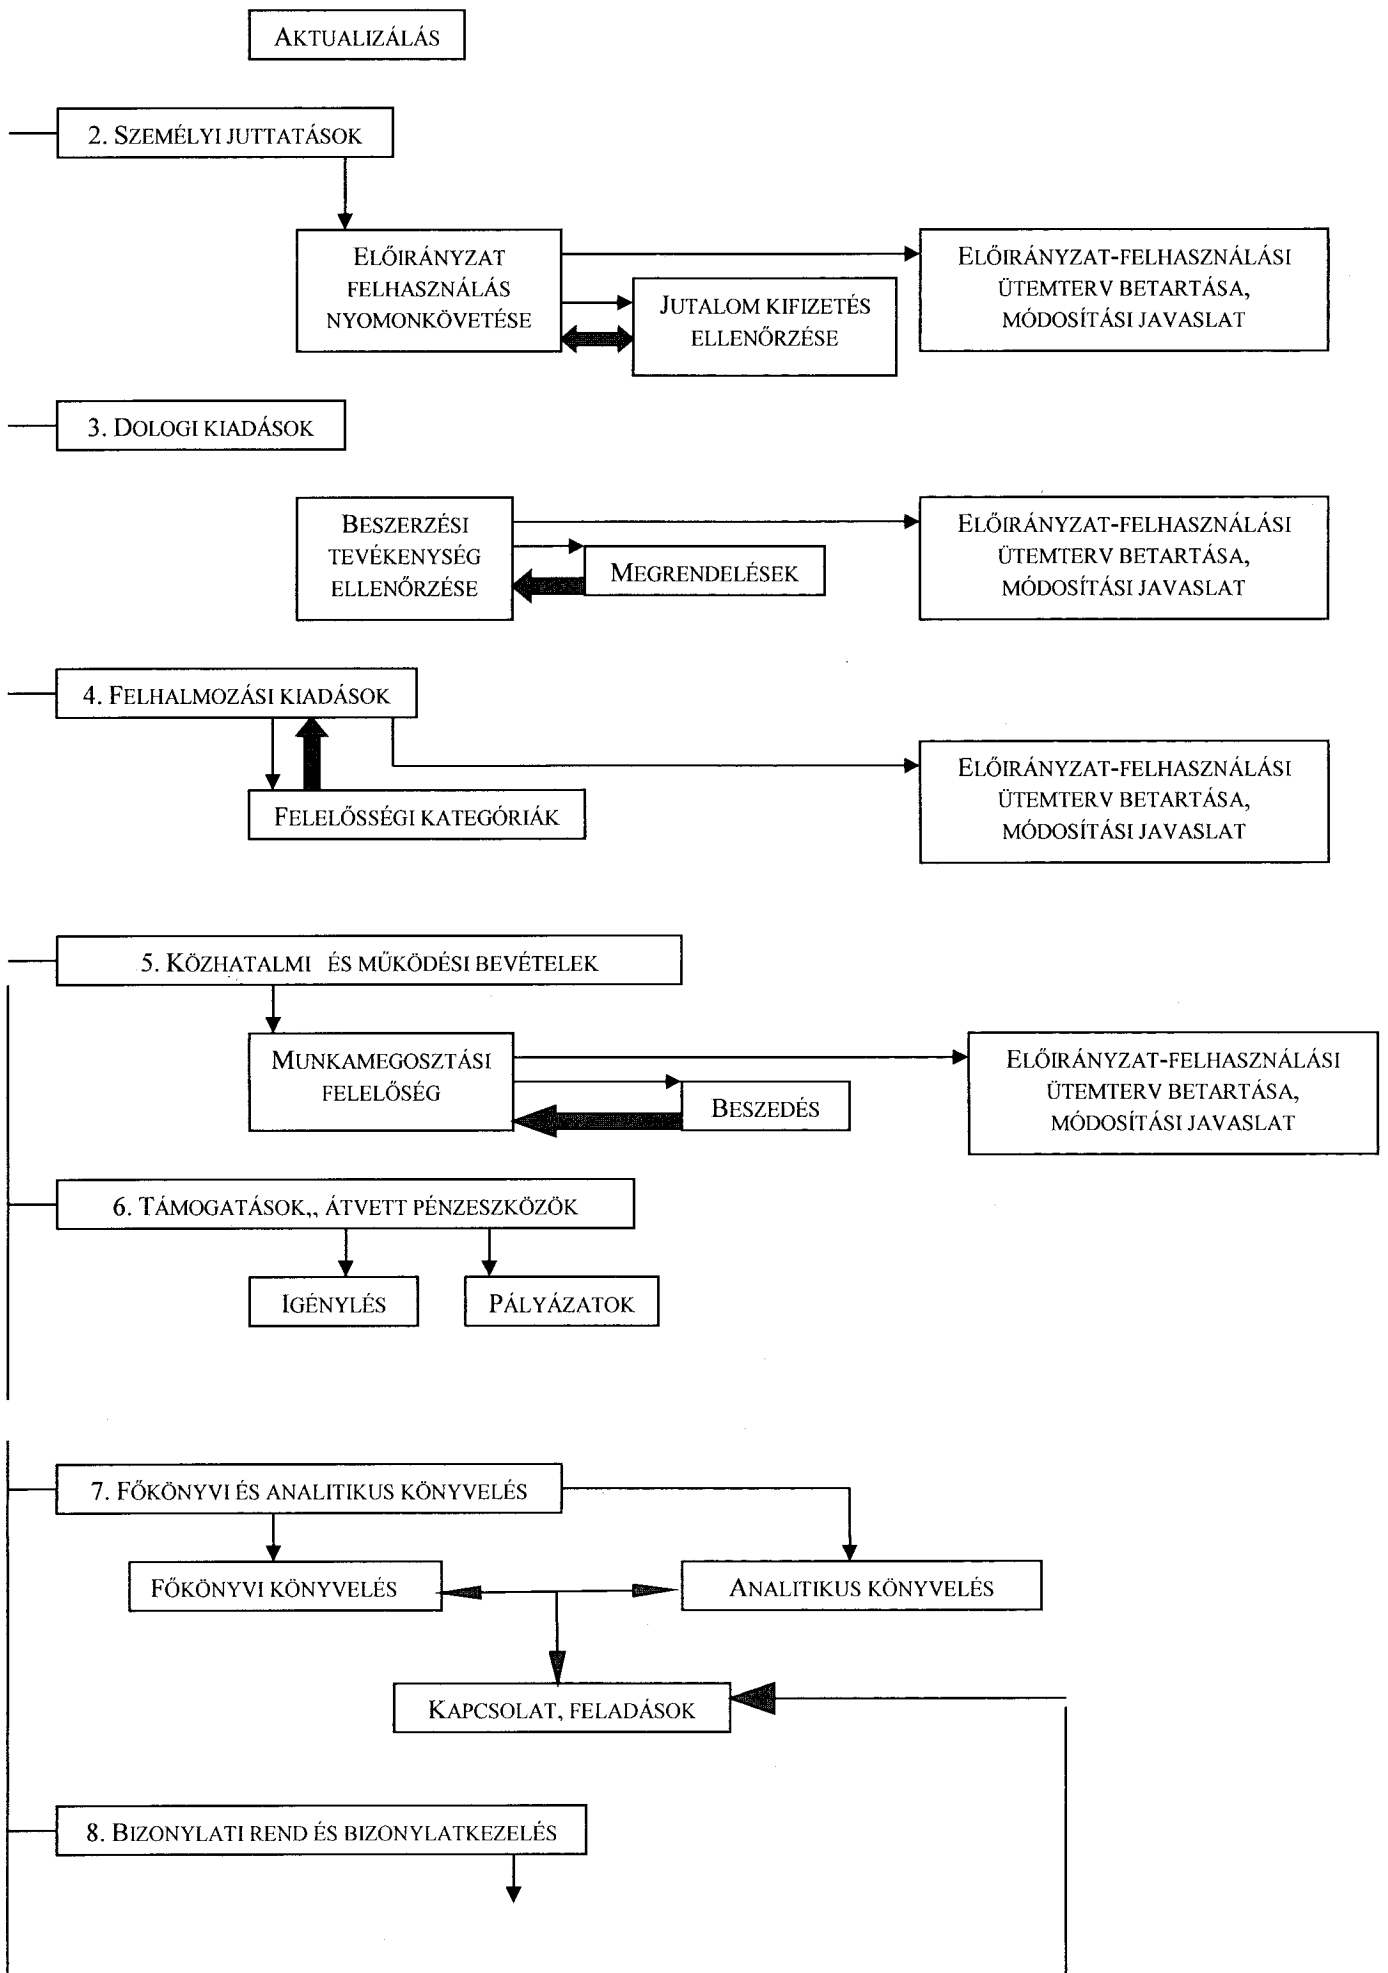 AKTUALIZÁLÁS
2. SZEMÉLYI JUTTATÁSOK
ELŐIRÁNYZAT
FELHASZNÁLÁS
NYOMONKÖVETÉSE
JUTALOM KIFIZETÉS
ELLENŐRZÉSE
ELŐIRÁNYZAT-FELHASZNÁLÁSI
ÜTEMTERV BETARTÁSA,
MÓDOSÍTÁSI JAVASLAT
3. DOLOGI KIADÁSOK
BESZERZÉSI
TEVÉKENYSÉG
ELLENŐRZÉSE
MEGRENDELÉSEK
ELŐIRÁNYZAT-FELHASZNÁLÁSI
ÜTEMTERV BETARTÁSA,
MÓDOSÍTÁSI JAVASLAT
4. FELHALMOZÁSI KIADÁSOK
FELELŐSSÉGI KATEGÓRIÁK
ELŐIRÁNYZAT-FELHASZNÁLÁSI
ÜTEMTERV BETARTÁSA,
MÓDOSÍTÁSI JAVASLAT
5. KÖZHATALMI ÉS MŰKÖDÉSI BEVÉTELEK
MUNKAMEGOSZTÁSI
FELELŐSÉG
BESZEDÉS
ELŐIRÁNYZAT-FELHASZNÁLÁSI
ÜTEMTERV BETARTÁSA,
MÓDOSÍTÁSI JAVASLAT
6. TÁMOGATÁSOK,, ÁTVETT PÉNZESZKÖZÖK
IGÉNYLÉS
PÁLYÁZATOK
7. FŐKÖNYVI ÉS ANALITIKUS KÖNYVELÉS
FŐKÖNYVI KÖNYVELÉS
ANALITIKUS KÖNYVELÉS
KAPCSOLAT, FELADÁSOK
8. BIZONYLATI REND ÉS BIZONYLATKEZELÉS